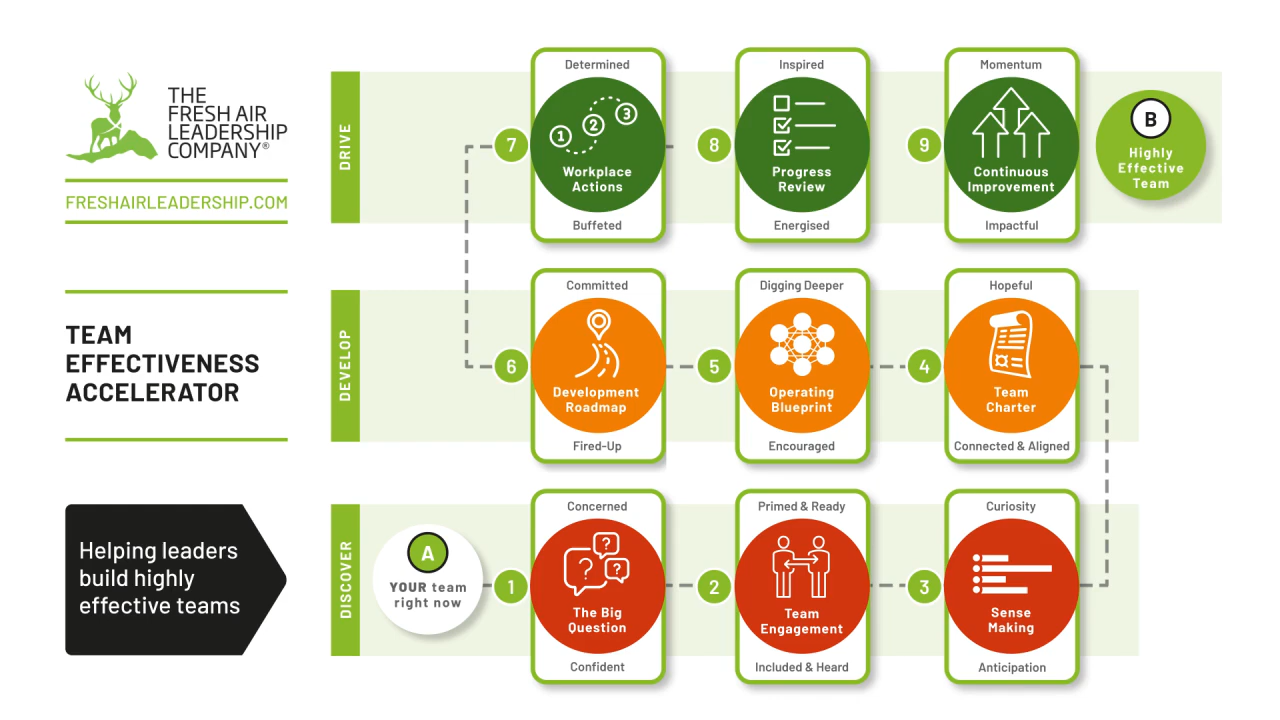 THE
FRESH AIR
LEADERSHIP
COMPANY®
FRESHAIRLEADERSHIP.COM
TEAM
EFFECTIVENESS
ACCELERATOR
Helping leaders
build highly
effective teams
DRIVE
7
Determined
1 2 3
Workplace
Actions
Buffeted
8
Inspired
Progress
Review
Energised
9
Momentum
Continuous
Improvement
Impactful
B
Highly
Effective
Team
DEVELOP
6
Committed
Development
Roadmap
Fired-Up
5
Digging Deeper
Operating
Blueprint
Encouraged
4
Hopeful
Team
Charter
Connected & Aligned
DISCOVER
A
YOUR team
right now
1
Concerned
? ? ?
The Big
Question
Confident
2
Primed & Ready
Team
Engagement
Included & Heard
3
Curiosity
Sense
Making
Anticipation